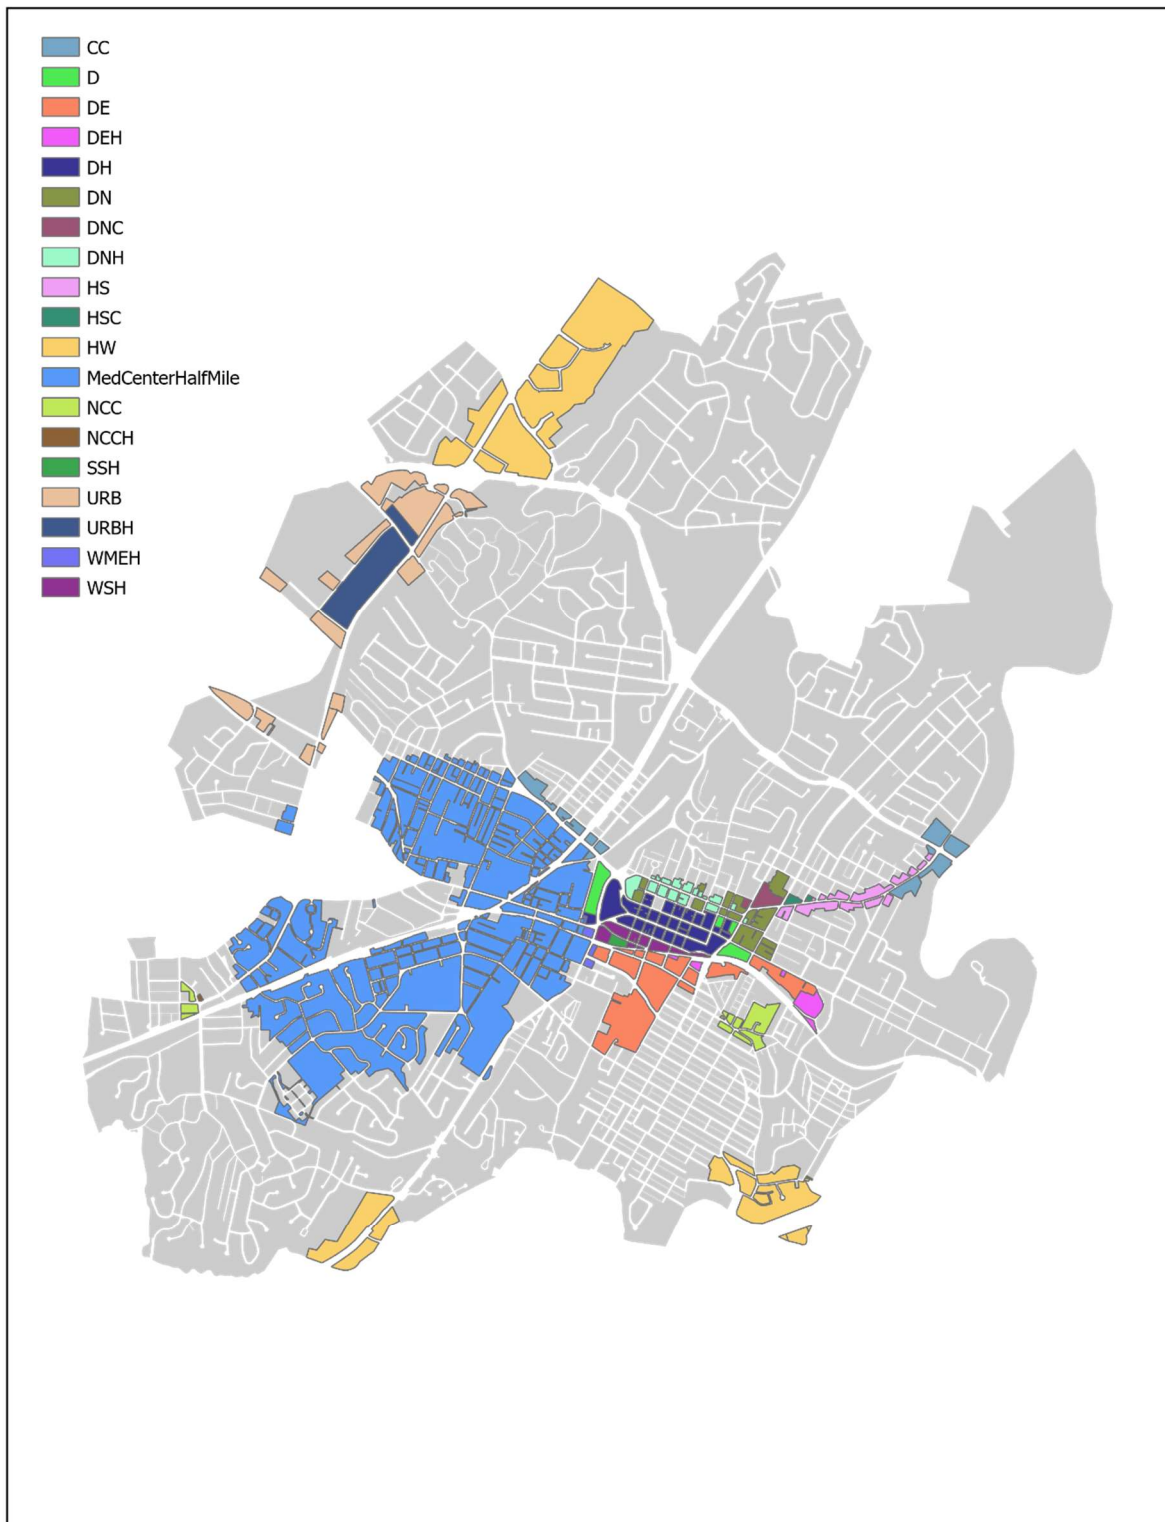 CC
D
DE
DEH
DH
DN
DNC
DNH
HS
HSC
HW
MedCenterHalfMile
NCC
NCCH
SSH
URB
URBH
WMEH
WSH